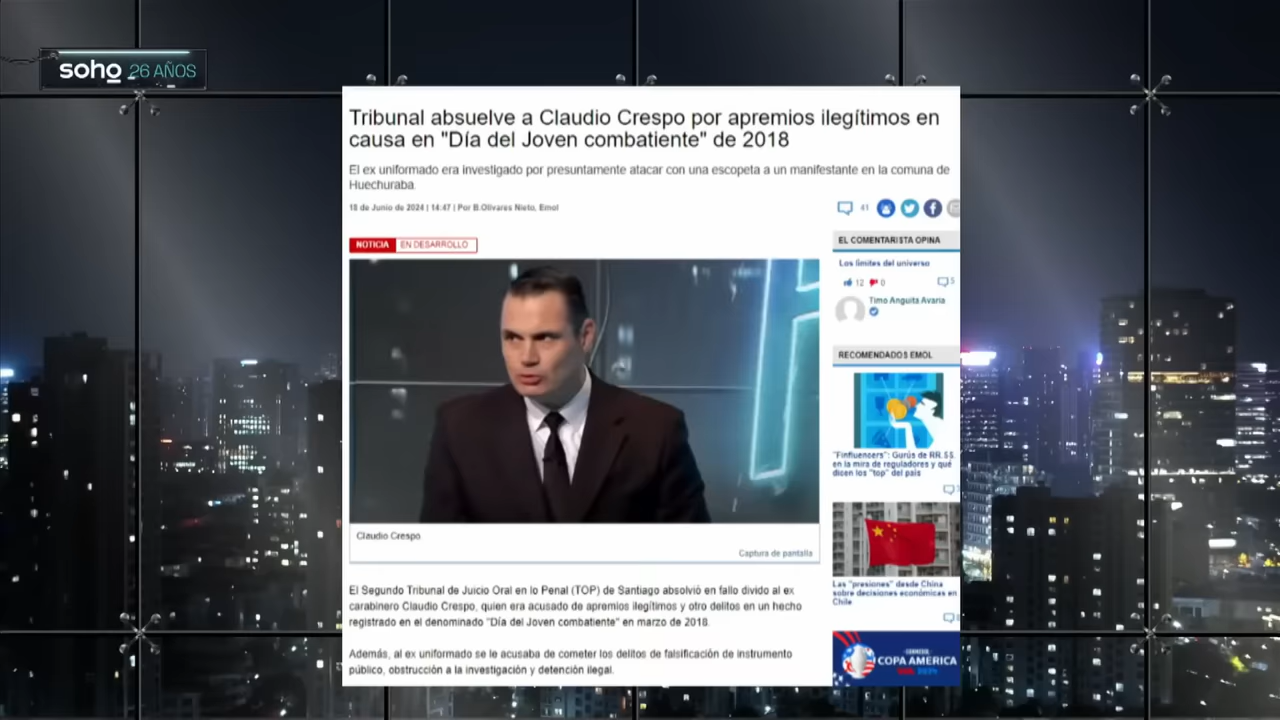 soho 26 AÑOS
Tribunal absuelve a Claudio Crespo por apremios ilegítimos en
causa en "Día del Joven combatiente" de 2018
El ex uniformado era investigado por presuntamente atacar con una escopeta a un manifestante en la comuna de
Huechuraba.
18 de Junio de 2024 | 14:47 | Por B.Olivares Nieto, Emol
41
NOTICIA EN DESARROLLO
Claudio Crespo
Captura de pantalla
El Segundo Tribunal de Juicio Oral en lo Penal (TOP) de Santiago absolvió en fallo divido al ex
carabinero Claudio Crespo, quien era acusado de apremios ilegítimos y otro delitos en un hecho
registrado en el denominado "Día del Joven combatiente" en marzo de 2018.
Además, al ex uniformado se le acusaba de cometer los delitos de falsificación de instrumento
público, obstrucción a la investigación y detención ilegal.
EL COMENTARISTA OPINA
Los límites del universo
12 0 5
Timo Anguita Avaria
RECOMENDADOS EMOL
"Finfluencers": Gurús de RR.SS.
en la mira de reguladores y qué
dicen los "top" del país
Las "presiones" desde China
sobre decisiones económicas en
Chile
COPA AMERICA